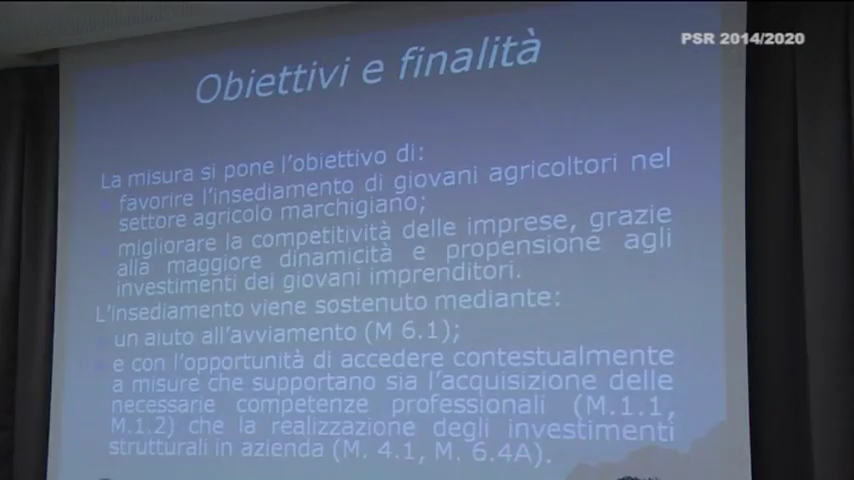 PSR 2014/2020
Obiettivi e finalità
La misura si pone l'obiettivo di:
favorire l'insediamento di giovani agricoltori nel
settore agricolo marchigiano;
migliorare la competitività delle imprese, grazie
alla maggiore dinamicità e propensione agli
investimenti dei giovani imprenditori.
L'insediamento viene sostenuto mediante:
un aiuto all'avviamento (M 6.1);
e con l'opportunità di accedere contestualmente
a misure che supportano sia l'acquisizione delle
necessarie competenze professionali (M.1.1,
M.1.2) che la realizzazione degli investimenti
strutturali in azienda (M. 4.1, M. 6.4A).